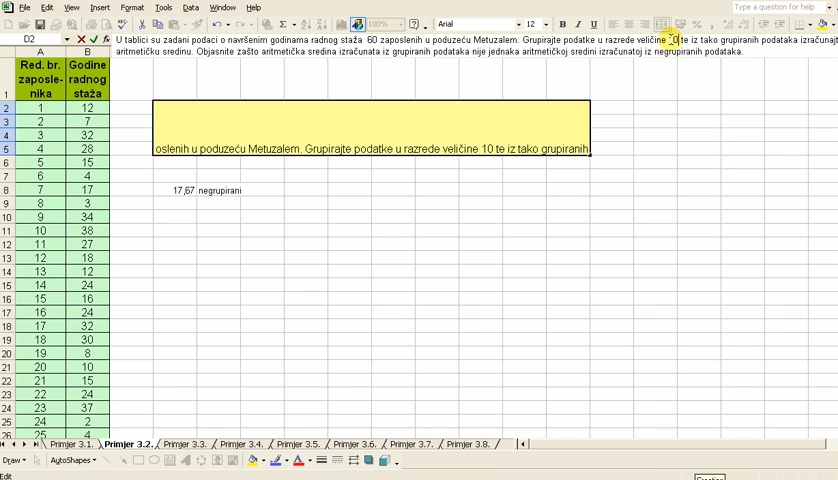 File Edit View Insert Format Tools Data Window Help Type a question for help
100% Arial 12 B I U
D2 U tablici su zadani podaci o navršenim godinama radnog staža 60 zaposlenih u poduzeću Metuzalem. Grupirajte podatke u razrede veličine 10 te iz tako grupiranih podataka izračunajt
aritmetičku sredinu. Objasnite zašto aritmetička sredina izračunata iz grupiranih podataka nije jednaka aritmetičkoj sredini izračunatoj iz negrupiranih podataka.
A B C D E F G H I J K L M N O P Q R S
1 Red. br. zaposle-nika Godine radnog staža
2 1 12
3 2 7
4 3 32
5 4 28 oslenih u poduzeću Metuzalem. Grupirajte podatke u razrede veličine 10 te iz tako grupiranih
6 5 15
7 6 4
8 7 17 17,67 negrupirani
9 8 3
10 9 34
11 10 38
12 11 27
13 12 18
14 13 12
15 14 24
16 15 16
17 16 24
18 17 32
19 18 30
20 19 8
21 20 10
22 21 15
23 22 24
24 23 37
25 24 2
26 25 4
Primjer 3.1. Primjer 3.2. Primjer 3.3. Primjer 3.4. Primjer 3.5. Primjer 3.6. Primjer 3.7. Primjer 3.8.
Draw AutoShapes
Edit